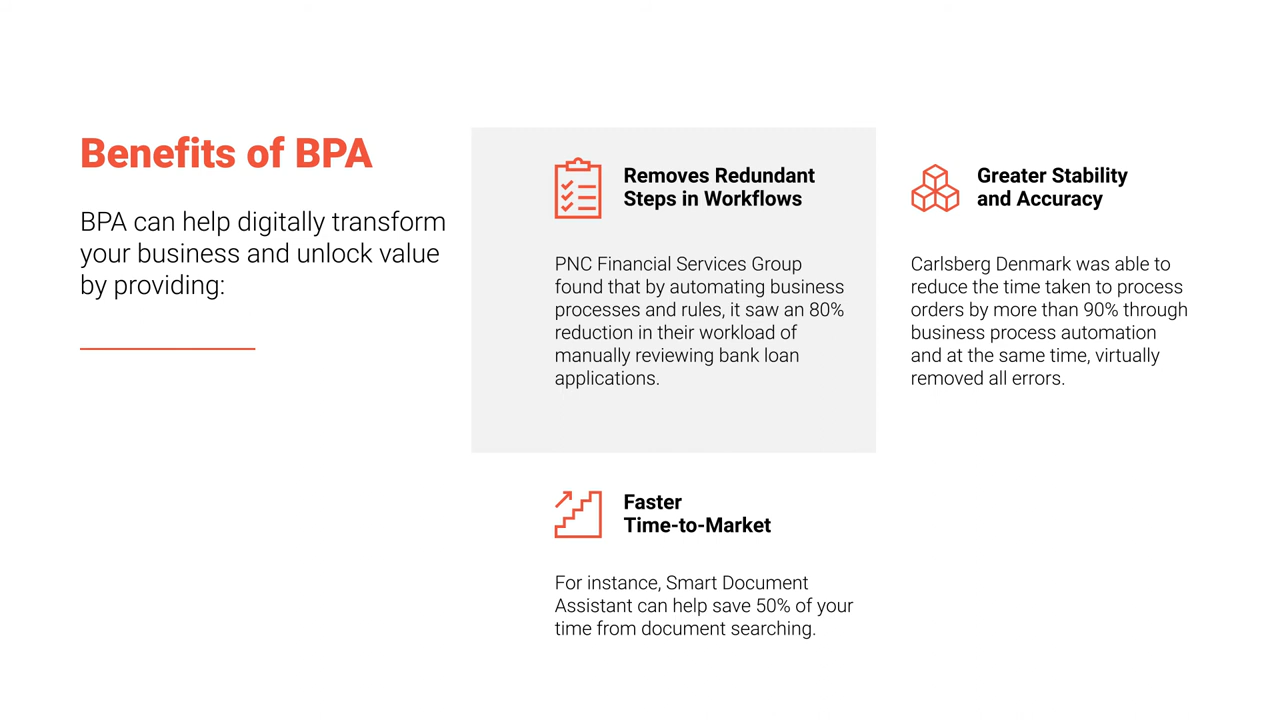 Benefits of BPA
BPA can help digitally transform
your business and unlock value
by providing:
Removes Redundant
Steps in Workflows
PNC Financial Services Group
found that by automating business
processes and rules, it saw an 80%
reduction in their workload of
manually reviewing bank loan
applications.
Greater Stability
and Accuracy
Carlsberg Denmark was able to
reduce the time taken to process
orders by more than 90% through
business process automation
and at the same time, virtually
removed all errors.
Faster
Time-to-Market
For instance, Smart Document
Assistant can help save 50% of your
time from document searching.